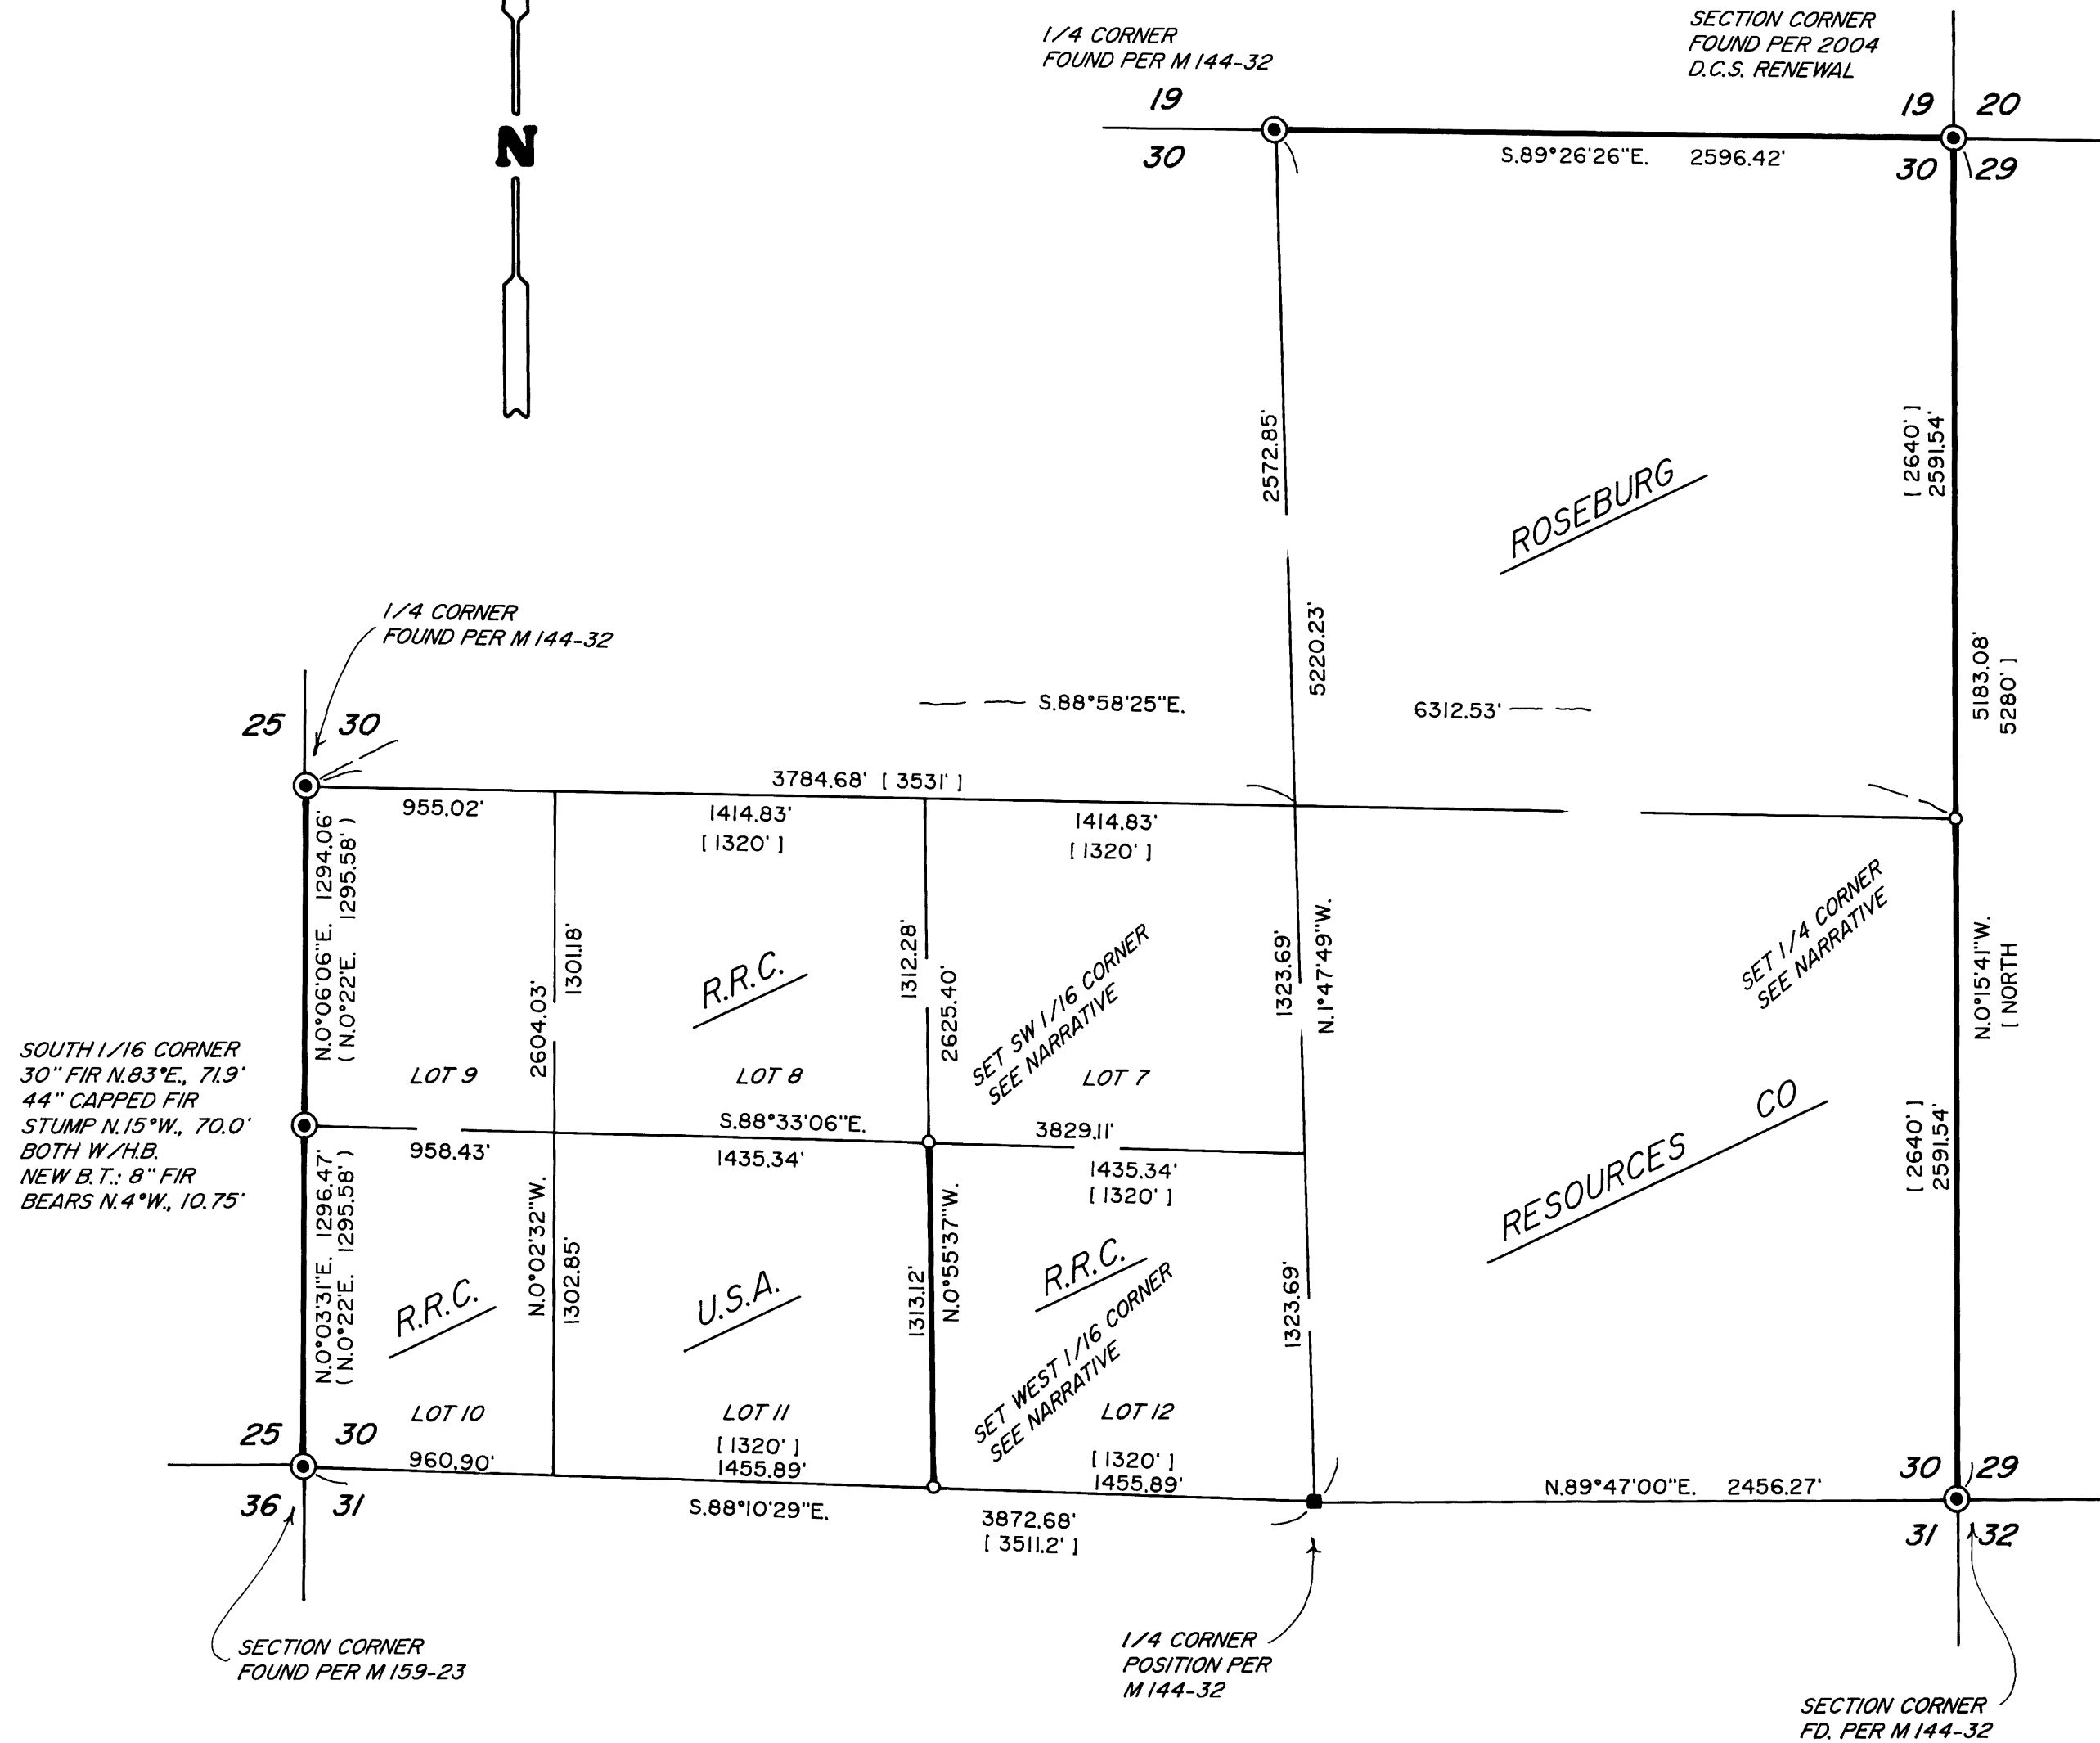 SECTION CORNER
FOUND PER 2004
D.C.S. RENEWAL
1/4 CORNER
FOUND PER M 144-32
19
19
20
N
30
S.89°26'26"E. 2596.42'
30
29
2572.85'
[ 2640' ]
2591.54'
ROSEBURG
1/4 CORNER
FOUND PER M 144-32
5220.23'
5183.08'
5280' ]
25
30
S.88°58'25"E.
6312.53'
3784.68' [ 3531' ]
955.02'
1414.83'
[ 1320' ]
1414.83'
[ 1320' ]
N.0°06'06"E. 1294.06'
( N.0°22'E. 1295.58' )
2604.03'
1301.18'
R.R.C.
1312.28'
2625.40'
SET SW 1/16 CORNER
SEE NARRATIVE
1323.69'
N.1°47'49"W.
SET 1/4 CORNER
SEE NARRATIVE
N.0°15'41"W.
[ NORTH
SOUTH 1/16 CORNER
30" FIR N.83°E., 71.9'
44" CAPPED FIR
STUMP N.15°W., 70.0'
BOTH W/H.B.
NEW B.T.: 8" FIR
BEARS N.4°W., 10.75'
LOT 9
LOT 8
LOT 7
S.88°33'06"E.
3829.11'
958.43'
1435.34'
1435.34'
[ 1320' ]
RESOURCES CO
[ 2640' ]
2591.54'
N.0°03'31"E. 1296.47'
( N.0°22'E. 1295.58' )
R.R.C.
N.0°02'32"W.
1302.85'
U.S.A.
1313.12'
N.0°55'37"W.
R.R.C.
SET WEST 1/16 CORNER
SEE NARRATIVE
1323.69'
LOT 10
LOT 11
LOT 12
25
30
960.90'
[ 1320' ]
1455.89'
[ 1320' ]
1455.89'
N.89°47'00"E. 2456.27'
30
29
36
31
S.88°10'29"E.
3872.68'
[ 3511.2' ]
31
32
SECTION CORNER
FOUND PER M 159-23
1/4 CORNER
POSITION PER
M 144-32
SECTION CORNER
FD. PER M 144-32